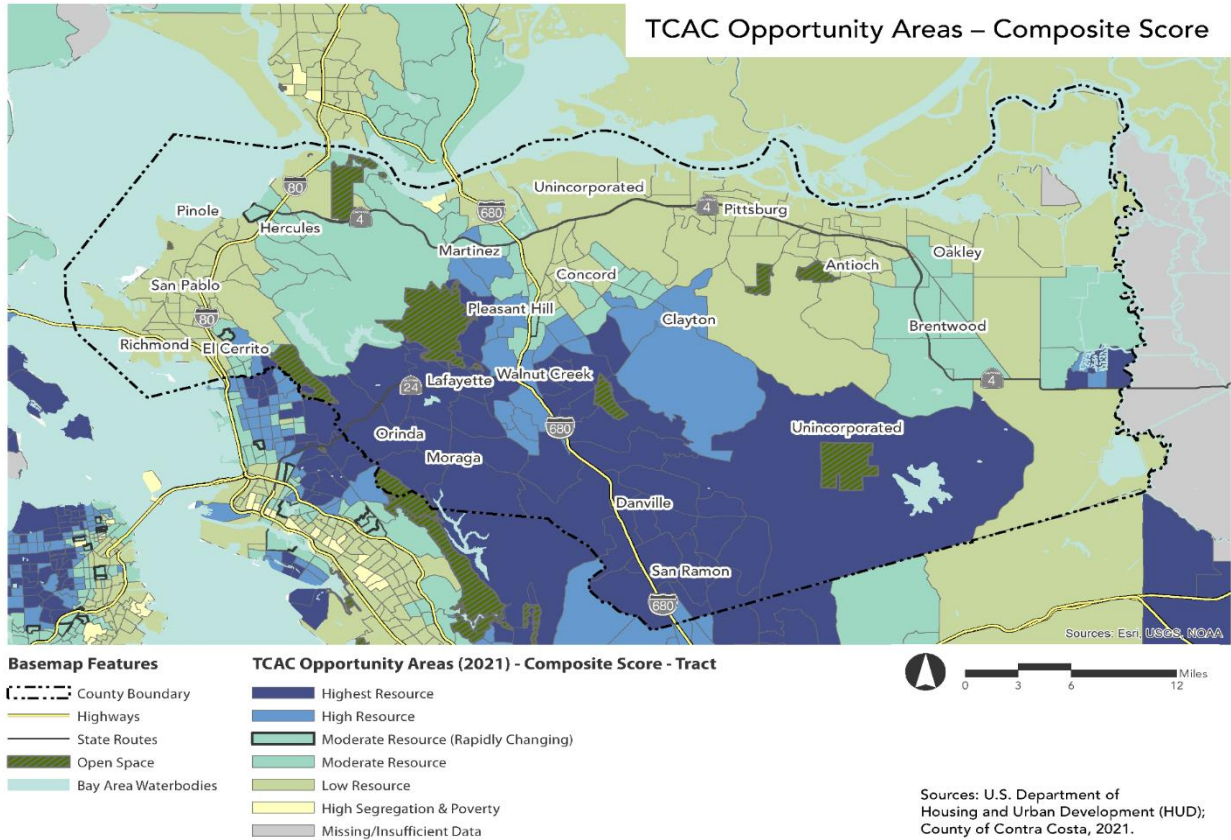 TCAC Opportunity Areas – Composite Score
80
Unincorporated
Pinole
4
680
4
Pittsburg
Hercules
Martinez
Oakley
Concord
Antioch
San Pablo
80
Pleasant Hill
Clayton
Brentwood
Richmond
El Cerrito
Walnut Creek
24
Lafayette
4
680
Unincorporated
Orinda
Moraga
Danville
San Ramon
680
Sources: Esri, USGS, NOAA
Basemap Features
County Boundary
Highways
State Routes
Open Space
Bay Area Waterbodies
TCAC Opportunity Areas (2021) - Composite Score - Tract
Highest Resource
High Resource
Moderate Resource (Rapidly Changing)
Moderate Resource
Low Resource
High Segregation & Poverty
Missing/Insufficient Data
Miles
0 3 6 12
Sources: U.S. Department of
Housing and Urban Development (HUD);
County of Contra Costa, 2021.